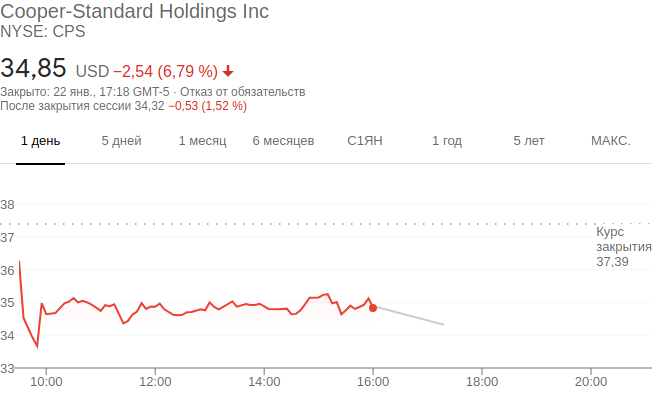 Cooper-Standard Holdings Inc
NYSE: CPS
34,85 USD −2,54 (6,79 %)
Закрыто: 22 янв., 17:18 GMT-5 · Отказ от обязательств
После закрытия сессии 34,32 −0,53 (1,52 %)
1 день 5 дней 1 месяц 6 месяцев С1ЯН 1 год 5 лет МАКС.
38
37
36
35
34
33
Курс
закрытия
37,39
10:00 12:00 14:00 16:00 18:00 20:00